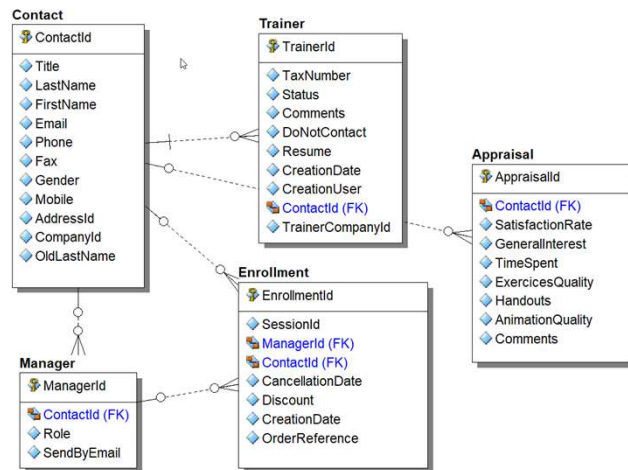 Contact
ContactId
Title
LastName
FirstName
Email
Phone
Fax
Gender
Mobile
AddressId
CompanyId
OldLastName
Trainer
TrainerId
TaxNumber
Status
Comments
DoNotContact
Resume
CreationDate
CreationUser
ContactId (FK)
TrainerCompanyId
Appraisal
AppraisalId
ContactId (FK)
SatisfactionRate
GeneralInterest
TimeSpent
ExercicesQuality
Handouts
AnimationQuality
Comments
Enrollment
EnrollmentId
SessionId
ManagerId (FK)
ContactId (FK)
CancellationDate
Discount
CreationDate
OrderReference
Manager
ManagerId
ContactId (FK)
Role
SendByEmail